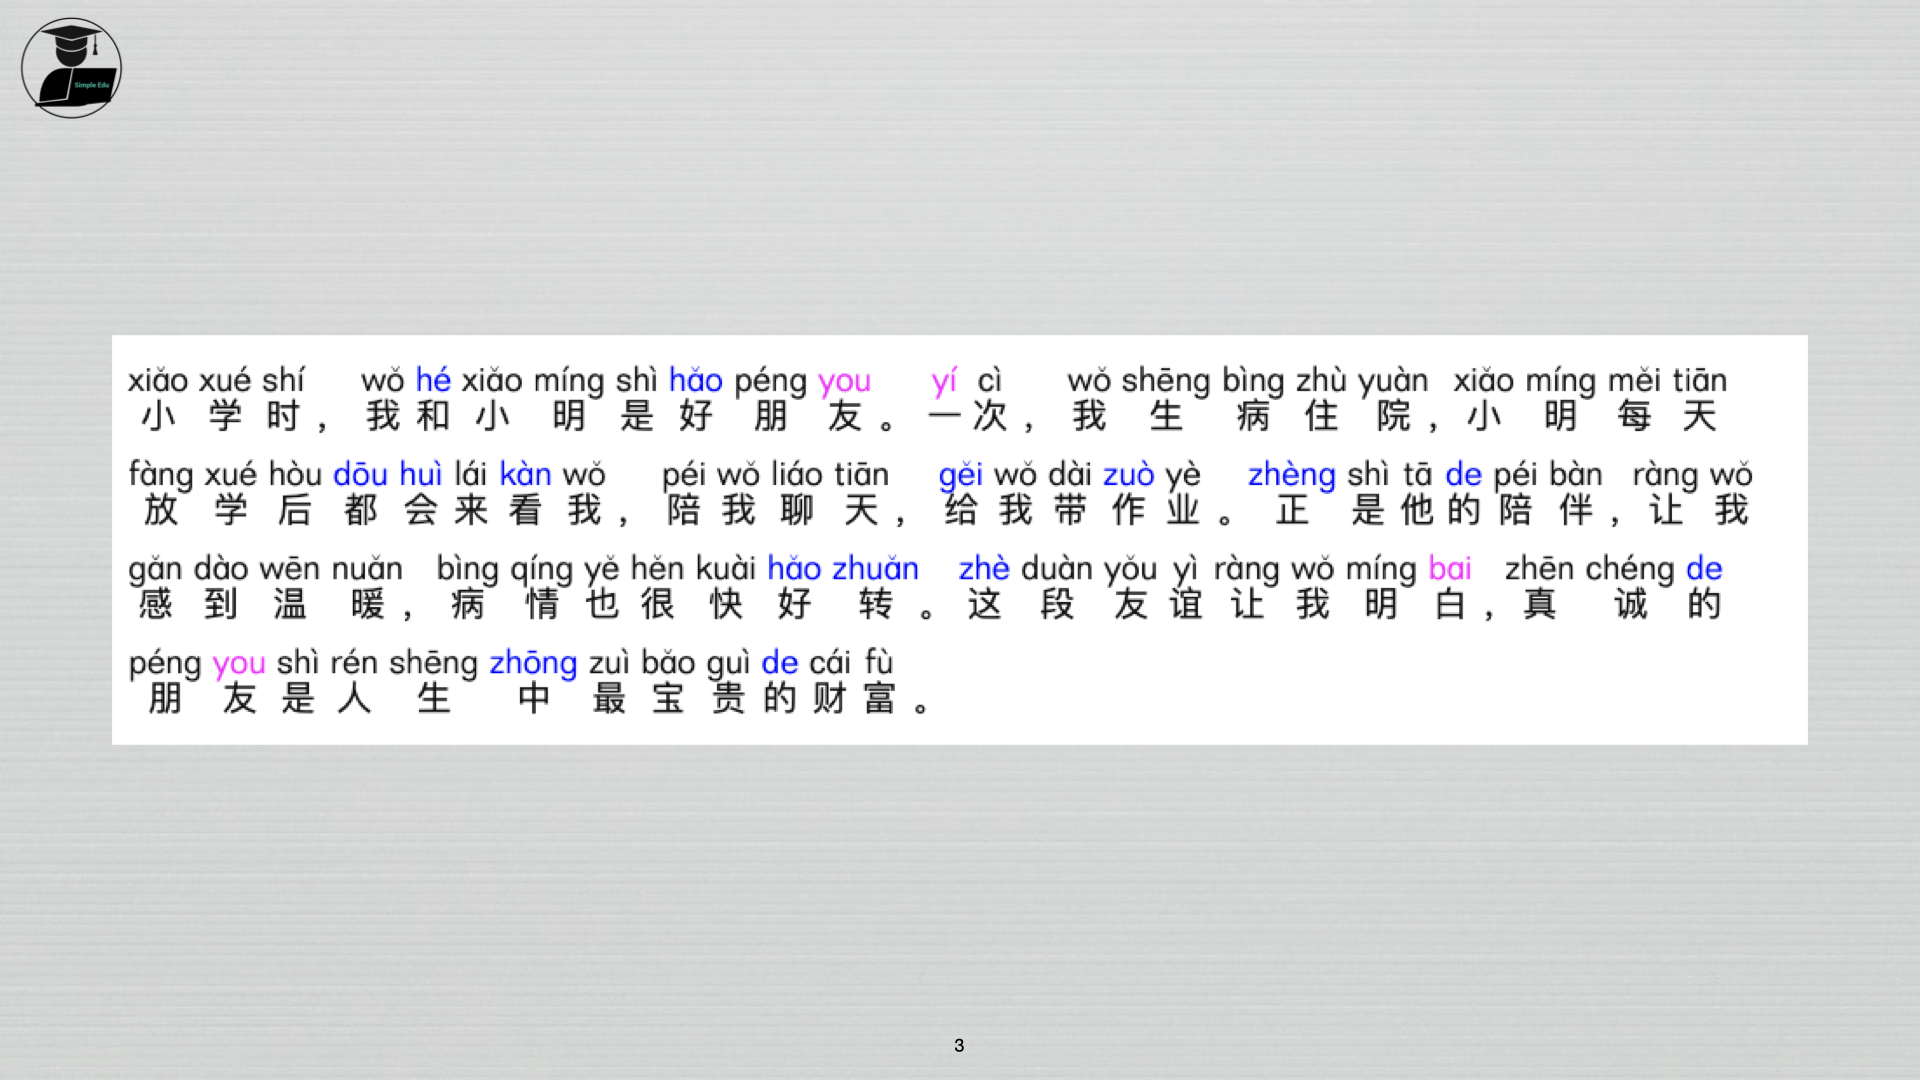 Simple Edu
xiǎo xué shí wǒ hé xiǎo míng shì hǎo péng you yí cì wǒ shēng bìng zhù yuàn xiǎo míng měi tiān
小学时，我和小明是好朋友。一次，我生病住院，小明每天
fàng xué hòu dōu huì lái kàn wǒ péi wǒ liáo tiān gěi wǒ dài zuò yè zhèng shì tā de péi bàn ràng wǒ
放学后都会来看我，陪我聊天，给我带作业。正是他的陪伴，让我
gǎn dào wēn nuǎn bìng qíng yě hěn kuài hǎo zhuǎn zhè duàn yǒu yì ràng wǒ míng bai zhēn chéng de
感到温暖，病情也很快好转。这段友谊让我明白，真诚的
péng you shì rén shēng zhōng zuì bǎo guì de cái fù
朋友是人生中最宝贵的财富。
3